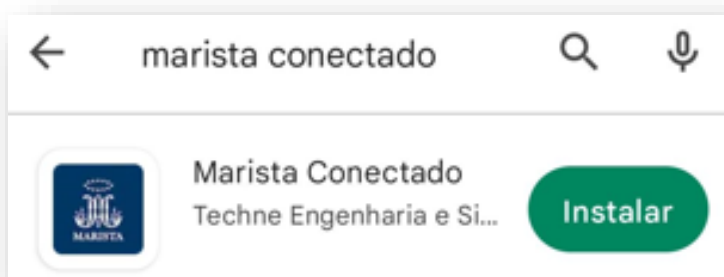 marista conectado
Marista Conectado
Techne Engenharia e Si...
Instalar
MARISTA